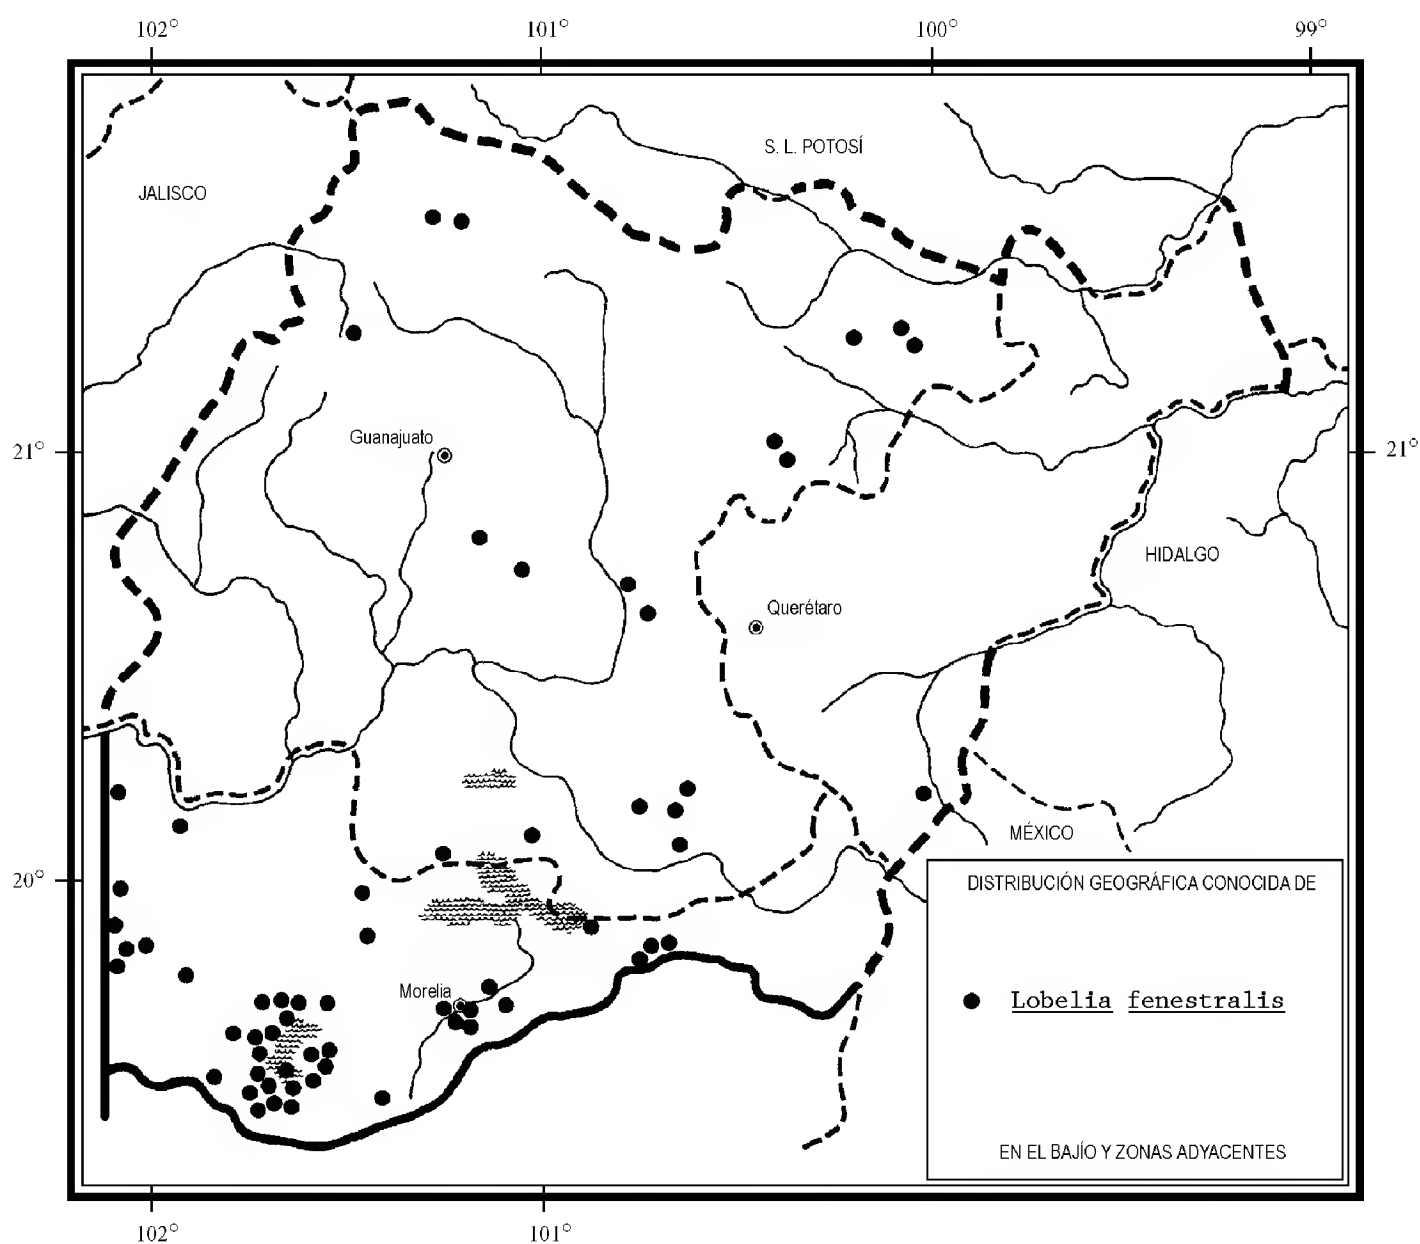 102° 101° 100° 99°
S. L. POTOSÍ
JALISCO
Guanajuato
21° 21°
HIDALGO
Querétaro
MÉXICO
20°
DISTRIBUCIÓN GEOGRÁFICA CONOCIDA DE
Morelia
Lobelia fenestralis
EN EL BAJÍO Y ZONAS ADYACENTES
102° 101°